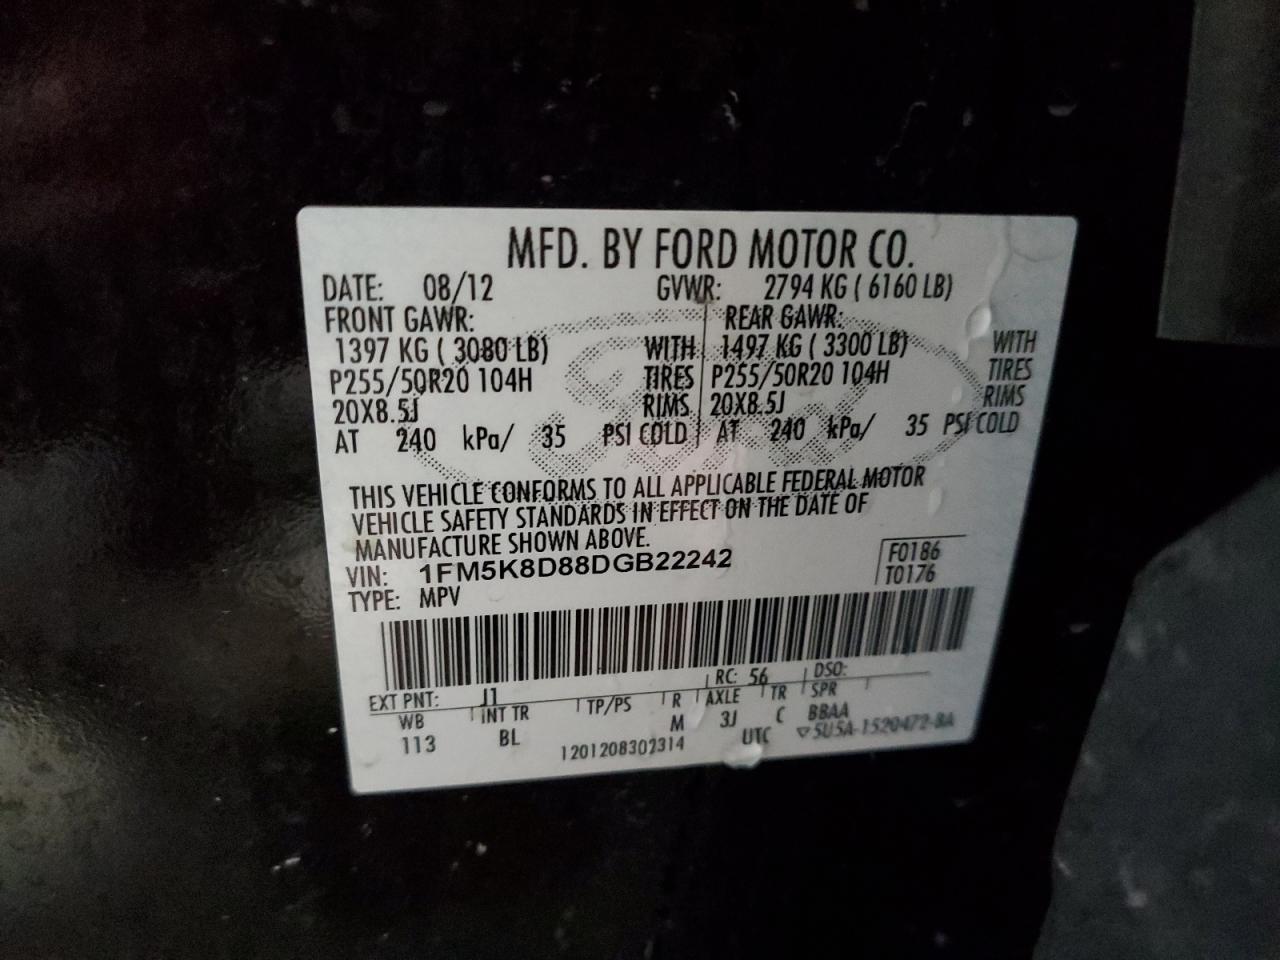 MFD. BY FORD MOTOR CO.
DATE: 08/12 GVWR: 2794 KG ( 6160 LB)
FRONT GAWR: REAR GAWR:
1397 KG ( 3080 LB) WITH 1497 KG ( 3300 LB) WITH
P255/50R20 104H TIRES P255/50R20 104H TIRES
20X8.5J RIMS 20X8.5J RIMS
AT 240 kPa/ 35 PSI COLD AT 240 kPa/ 35 PSI COLD
THIS VEHICLE CONFORMS TO ALL APPLICABLE FEDERAL MOTOR
VEHICLE SAFETY STANDARDS IN EFFECT ON THE DATE OF
MANUFACTURE SHOWN ABOVE.
VIN: 1FM5K8D88DGB22242 F0186
TYPE: MPV T0176
EXT PNT: J1 RC: 56 DSO:
WB INT TR TP/PS R AXLE TR SPR
113 BL M 3J C BBAA
1201208302314 UTC ▽5U5A-1520472-BA